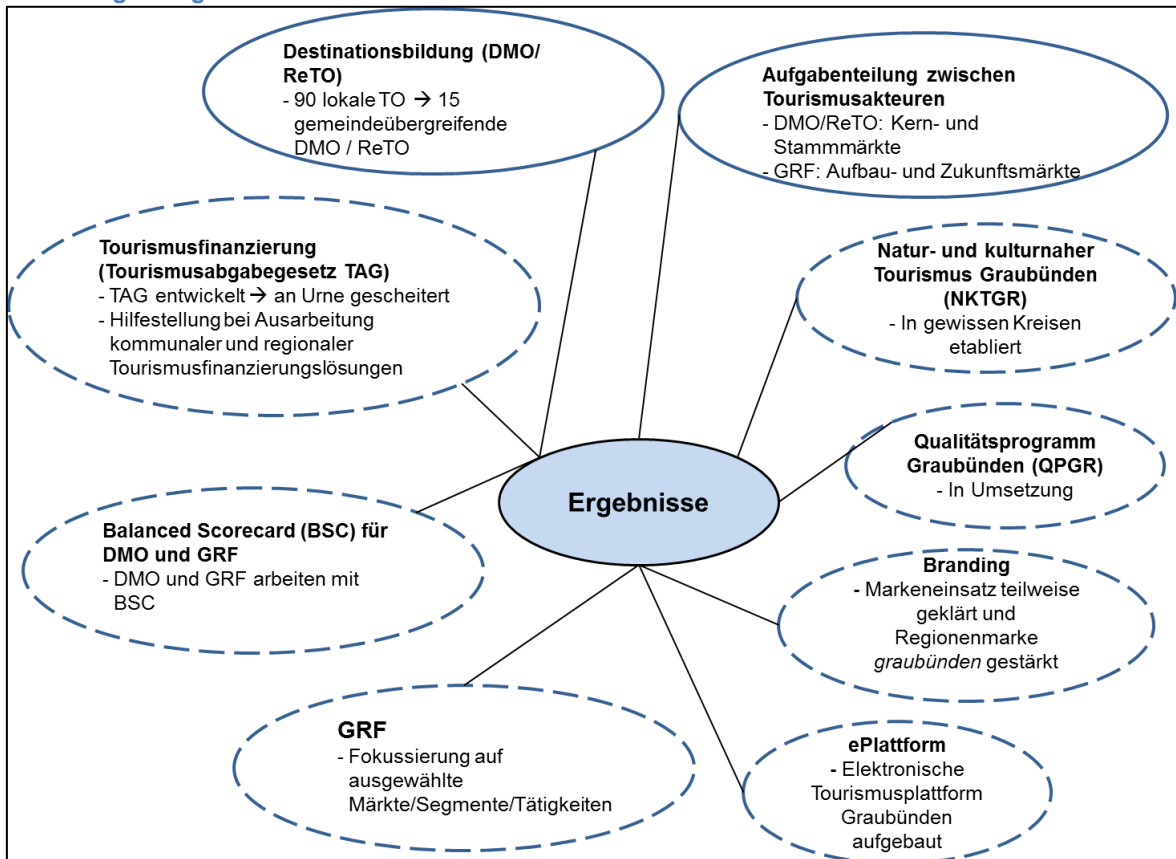 Destinationsbildung (DMO/
ReTO)
- 90 lokale TO → 15
gemeindeübergreifende
DMO / ReTO
Aufgabenteilung zwischen
Tourismusakteuren
- DMO/ReTO: Kern- und
Stammmärkte
- GRF: Aufbau- und Zukunftsmärkte
Tourismusfinanzierung
(Tourismusabgabegesetz TAG)
- TAG entwickelt → an Urne gescheitert
- Hilfestellung bei Ausarbeitung
kommunaler und regionaler
Tourismusfinanzierungslösungen
Natur- und kulturnaher
Tourismus Graubünden
(NKTGR)
- In gewissen Kreisen
etabliert
Qualitätsprogramm
Graubünden (QPGR)
- In Umsetzung
Ergebnisse
Balanced Scorecard (BSC) für
DMO und GRF
- DMO und GRF arbeiten mit
BSC
Branding
- Markeneinsatz teilweise
geklärt und
Regionenmarke
graubünden gestärkt
GRF
- Fokussierung auf
ausgewählte
Märkte/Segmente/Tätigkeiten
ePlattform
- Elektronische
Tourismusplattform
Graubünden
aufgebaut